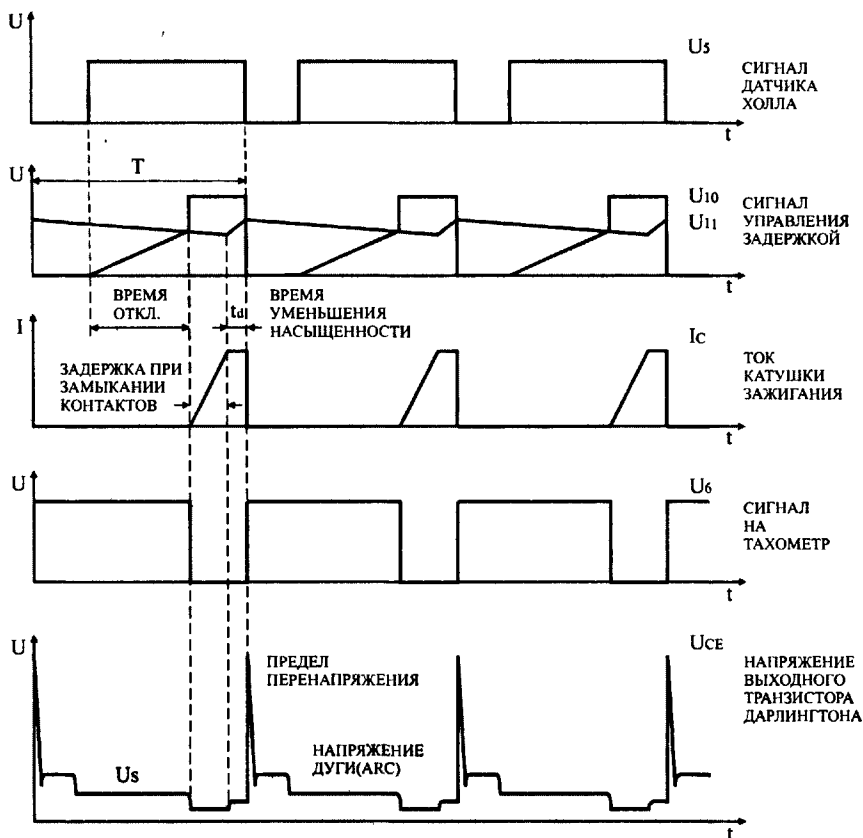 U
U5
СИГНАЛ
ДАТЧИКА
ХОЛЛА
t
U
T
U10
U11
СИГНАЛ
УПРАВЛЕНИЯ
ЗАДЕРЖКОЙ
t
ВРЕМЯ
ОТКЛ.
td
ВРЕМЯ
УМЕНЬШЕНИЯ
НАСЫЩЕННОСТИ
I
IC
ЗАДЕРЖКА ПРИ
ЗАМЫКАНИИ
КОНТАКТОВ
ТОК
КАТУШКИ
ЗАЖИГАНИЯ
t
U
U6
СИГНАЛ
НА
ТАХОМЕТР
t
U
UCE
ПРЕДЕЛ
ПЕРЕНАПРЯЖЕНИЯ
НАПРЯЖЕНИЕ
ВЫХОДНОГО
ТРАНЗИСТОРА
ДАРЛИНГТОНА
US
НАПРЯЖЕНИЕ
ДУГИ(ARC)
t